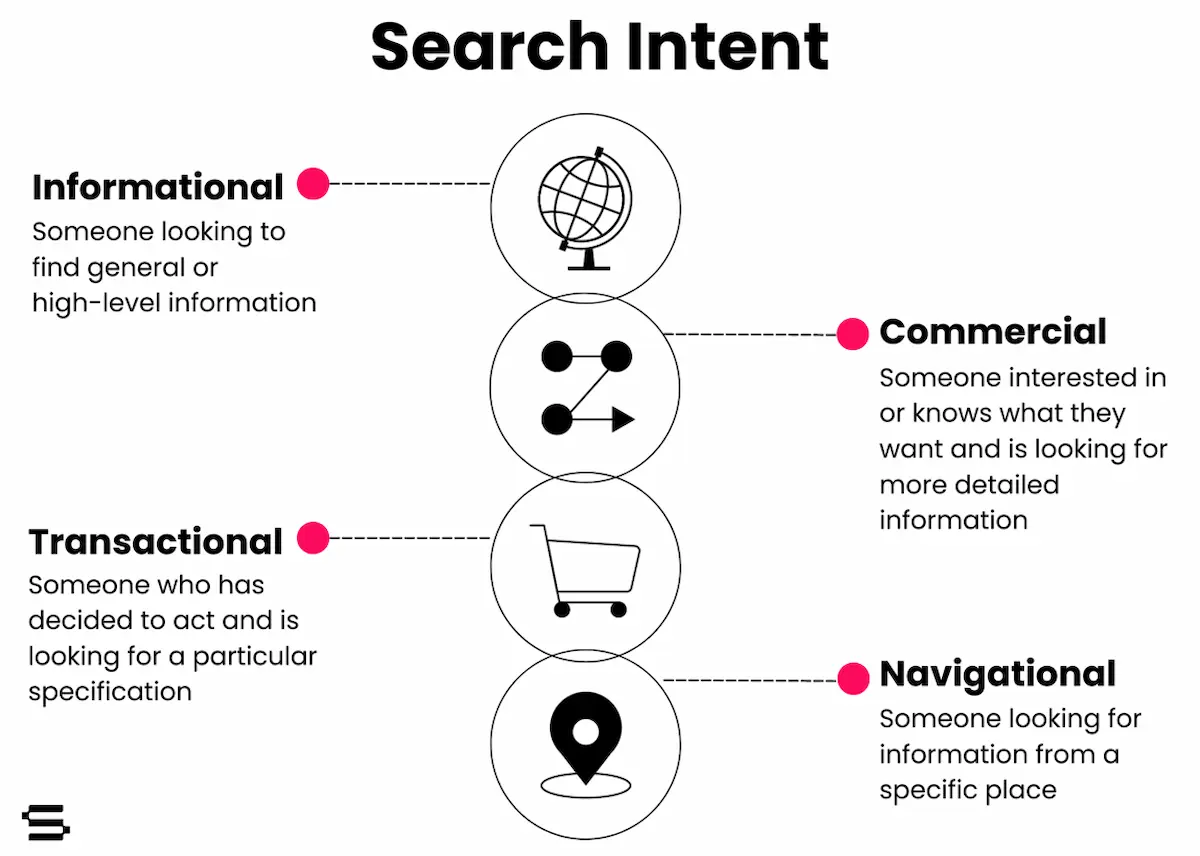 Search Intent
Informational
Someone looking to
find general or
high-level information
Commercial
Someone interested in
or knows what they
want and is looking for
more detailed
information
Transactional
Someone who has
decided to act and is
looking for a particular
specification
Navigational
Someone looking for
information from a
specific place